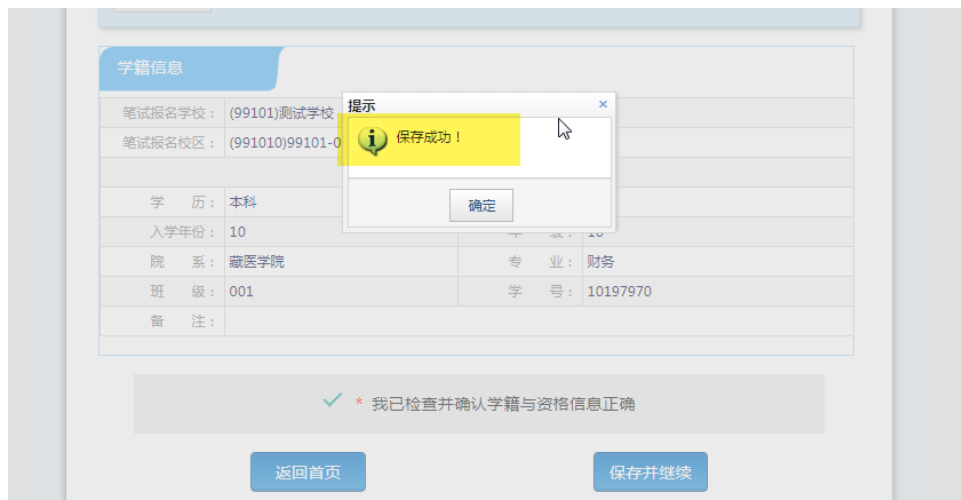 学籍信息
提示 ×
笔试报名学校： (99101)测试学校
保存成功！
笔试报名校区： (991010)99101-0
确定
学 历： 本科
入学年份： 10
院 系： 藏医学院 专 业： 财务
班 级： 001 学 号： 10197970
备 注：
* 我已检查并确认学籍与资格信息正确
返回首页 保存并继续